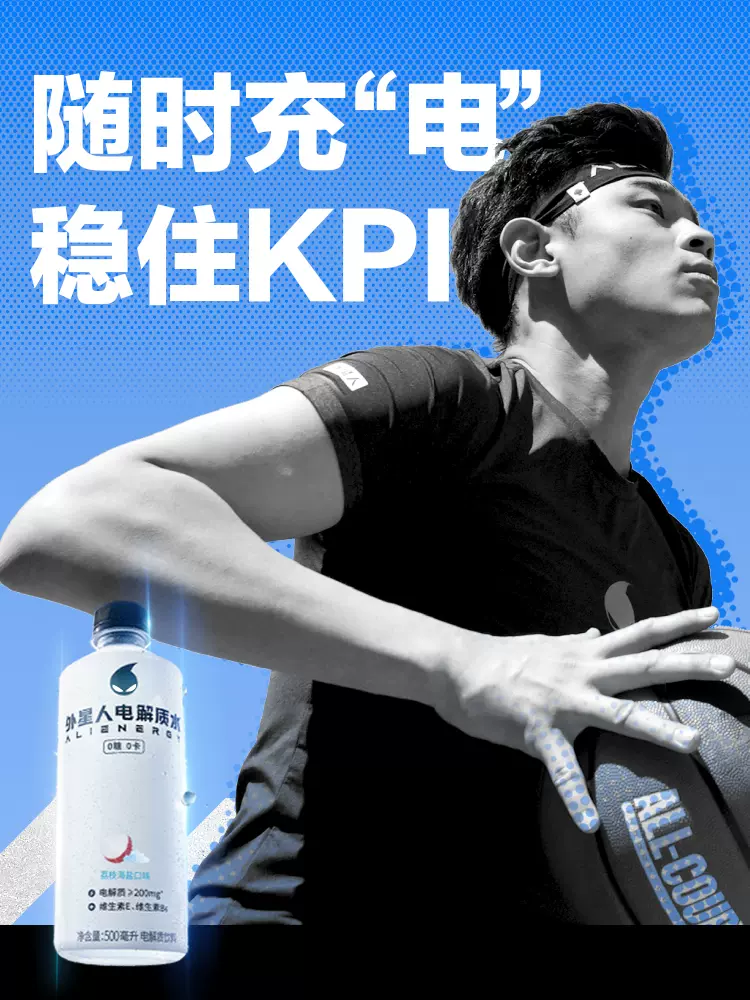 随时充“电”
稳住KPI
外星人电解质水
ALIENERGY
0糖 0卡
荔枝海盐口味
电解质≥200mg*
维生素E、维生素B6
净含量:500毫升 电解质饮料
ALL-COUR